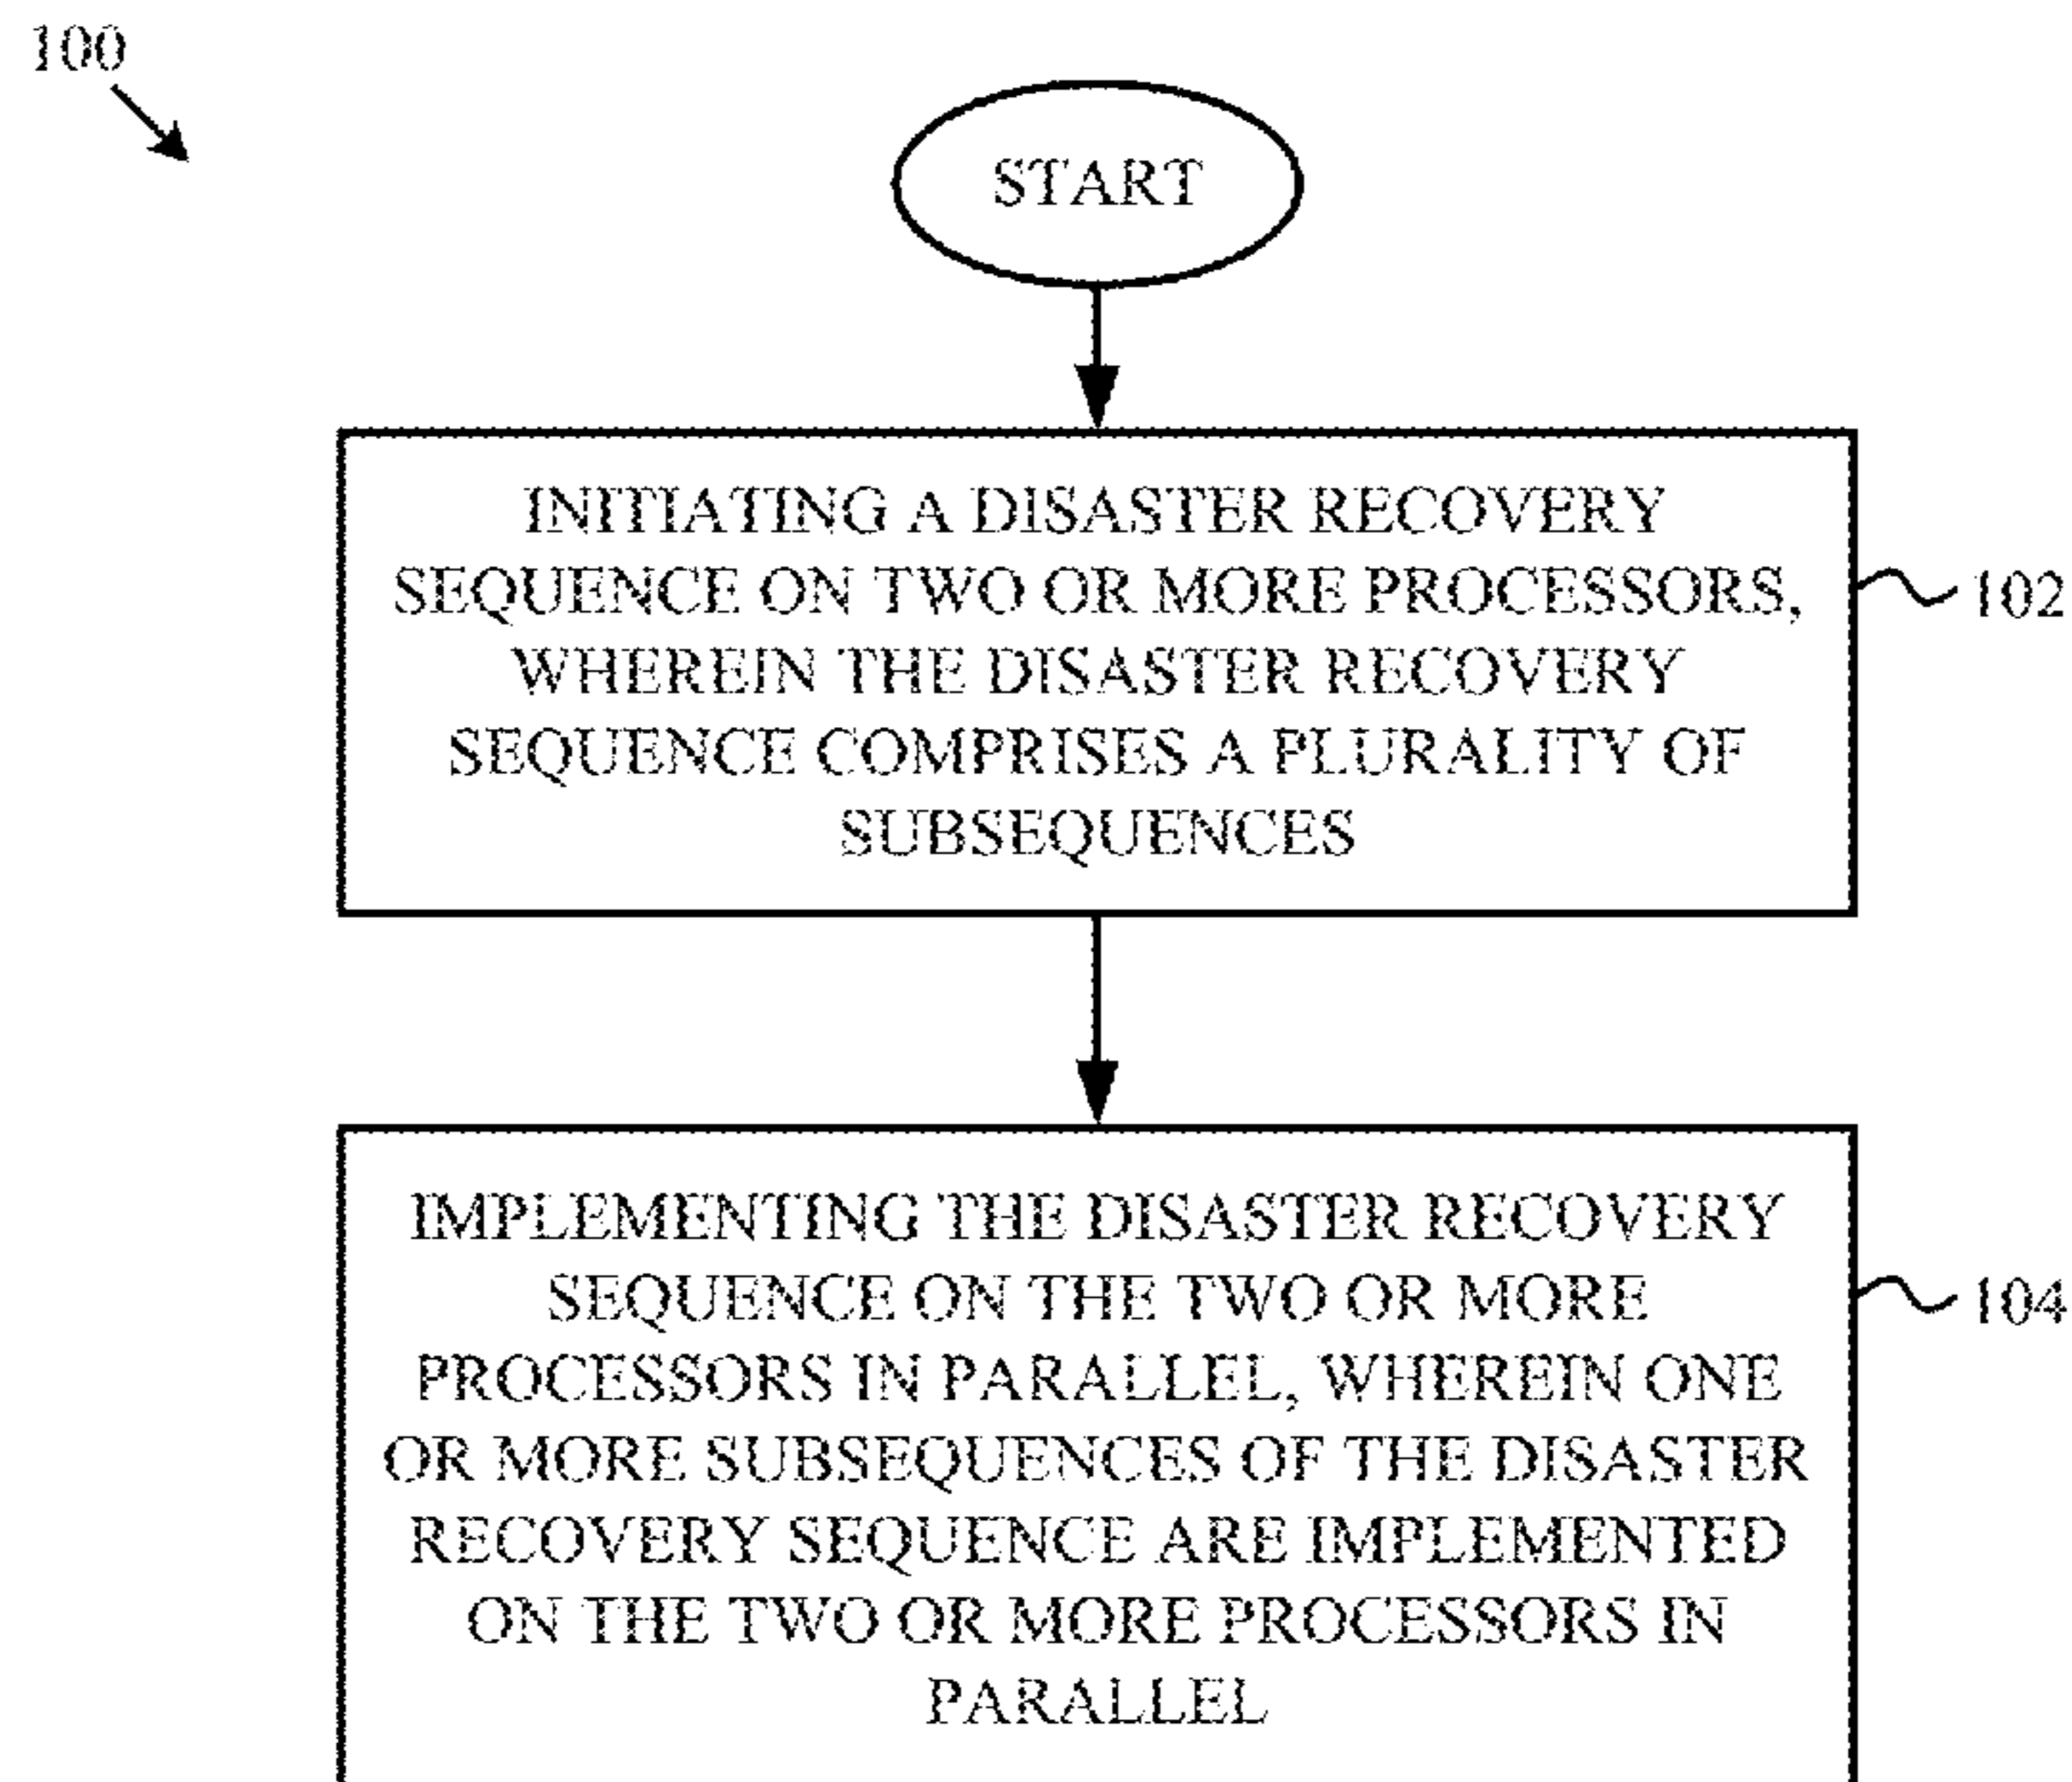 100
START
INITIATING A DISASTER RECOVERY
SEQUENCE ON TWO OR MORE PROCESSORS,
WHEREIN THE DISASTER RECOVERY
SEQUENCE COMPRISES A PLURALITY OF
SUBSEQUENCES
102
IMPLEMENTING THE DISASTER RECOVERY
SEQUENCE ON THE TWO OR MORE
PROCESSORS IN PARALLEL, WHEREIN ONE
OR MORE SUBSEQUENCES OF THE DISASTER
RECOVERY SEQUENCE ARE IMPLEMENTED
ON THE TWO OR MORE PROCESSORS IN
PARALLEL
104